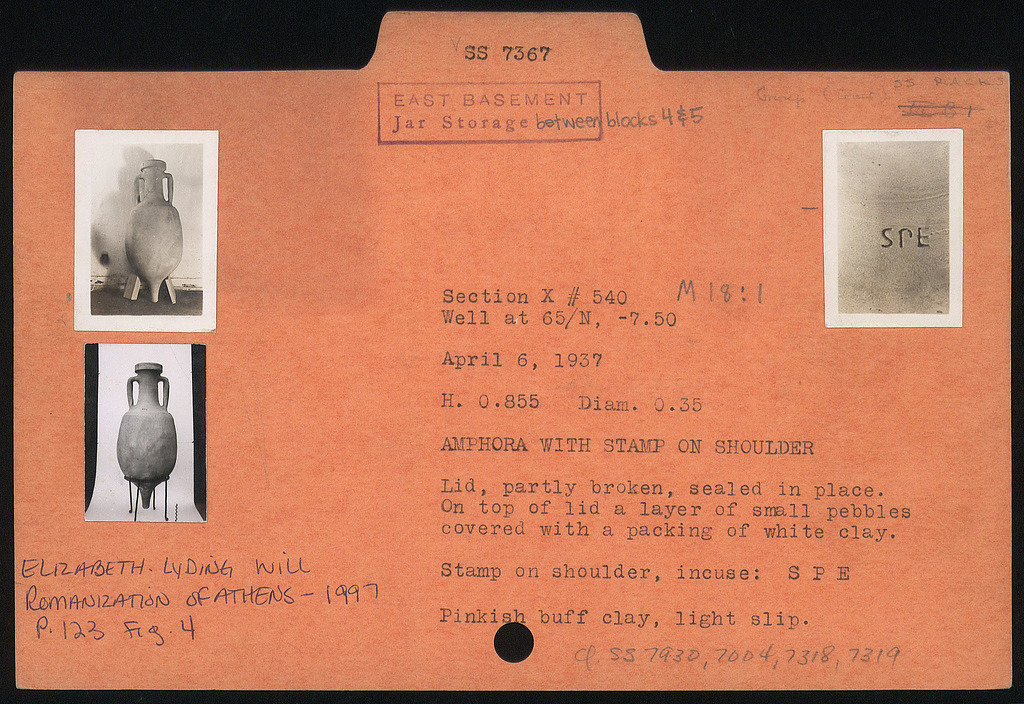 SS 7367
EAST BASEMENT
Jar Storage between blocks 4 & 5
SS RACK
SPE
Section X # 540 M 18:1
Well at 65/N, -7.50
April 6, 1937
H. 0.855 Diam. 0.35
AMPHORA WITH STAMP ON SHOULDER
Lid, partly broken, sealed in place.
On top of lid a layer of small pebbles
covered with a packing of white clay.
Stamp on shoulder, incuse: S P E
Pinkish buff clay, light slip.
cf. SS 7930, 7004, 7318, 7319
ELIZABETH LYDING WILL
ROMANIZATION OF ATHENS - 1997
P. 123 Fig. 4